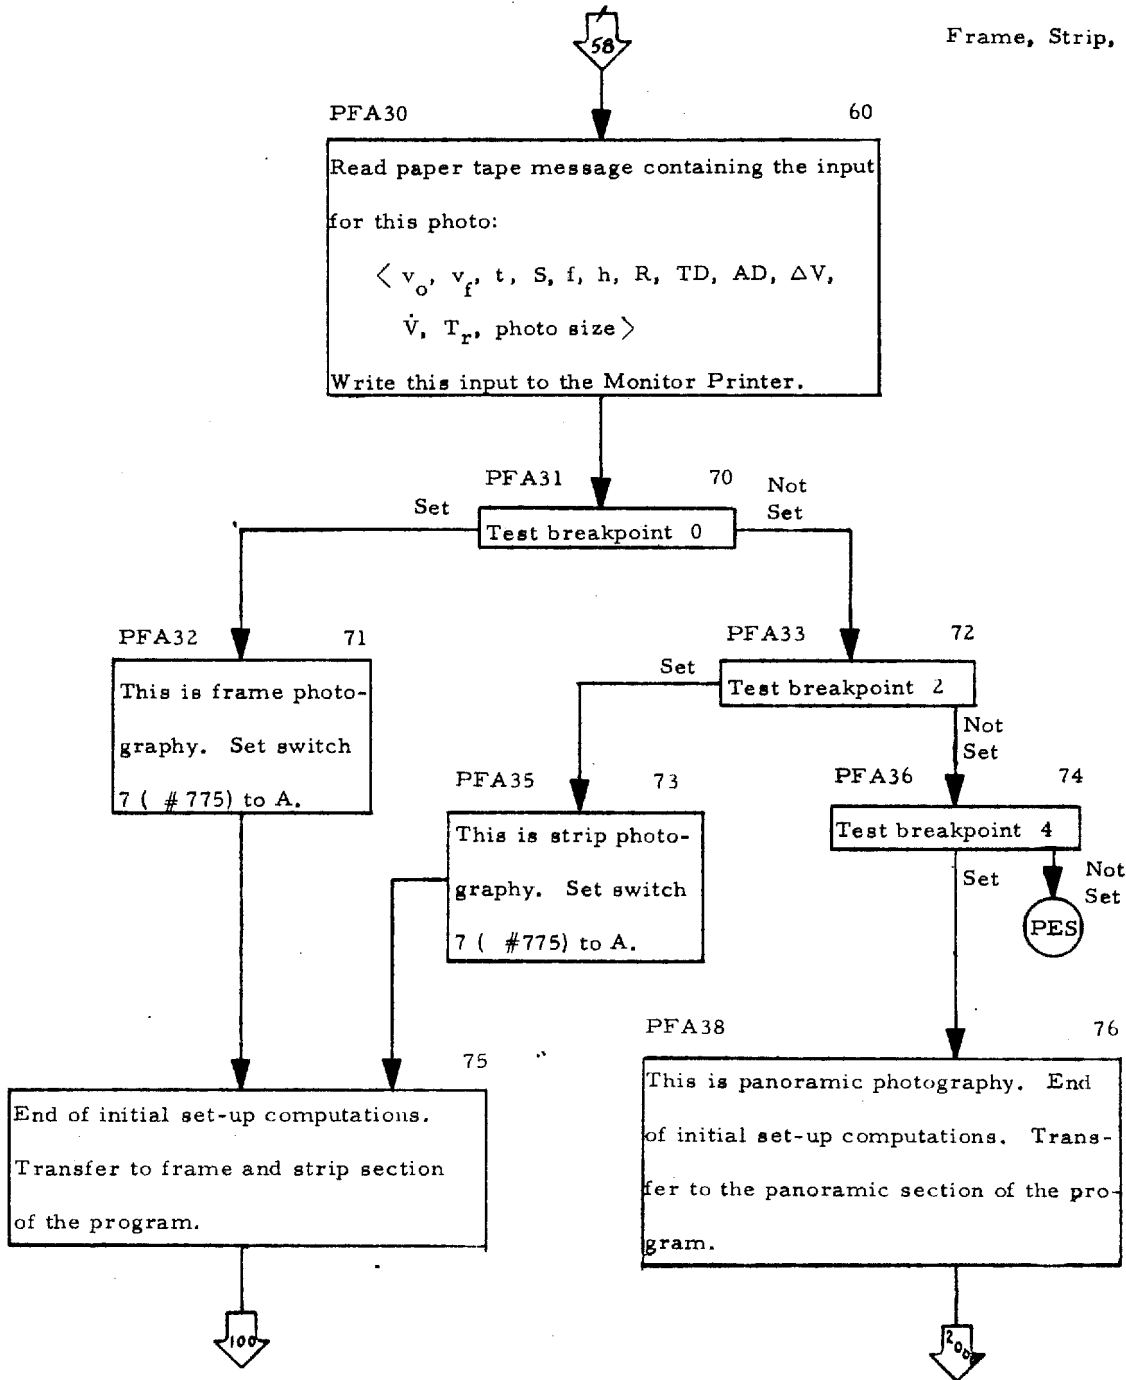 58
Frame, Strip,
PFA30 60
Read paper tape message containing the input
for this photo:
< v_o, v_f, t, S, f, h, R, TD, AD, ΔV,
V̇, T_r, photo size >
Write this input to the Monitor Printer.
PFA31 70
Set
Not
Set
Test breakpoint 0
PFA32 71
This is frame photo-
graphy. Set switch
7 ( # 775) to A.
PFA33 72
Set
Test breakpoint 2
Not
Set
PFA35 73
This is strip photo-
graphy. Set switch
7 ( #775) to A.
PFA36 74
Test breakpoint 4
Set
Not
Set
PES
75
End of initial set-up computations.
Transfer to frame and strip section
of the program.
PFA38 76
This is panoramic photography. End
of initial set-up computations. Trans-
fer to the panoramic section of the pro-
gram.
100
2000